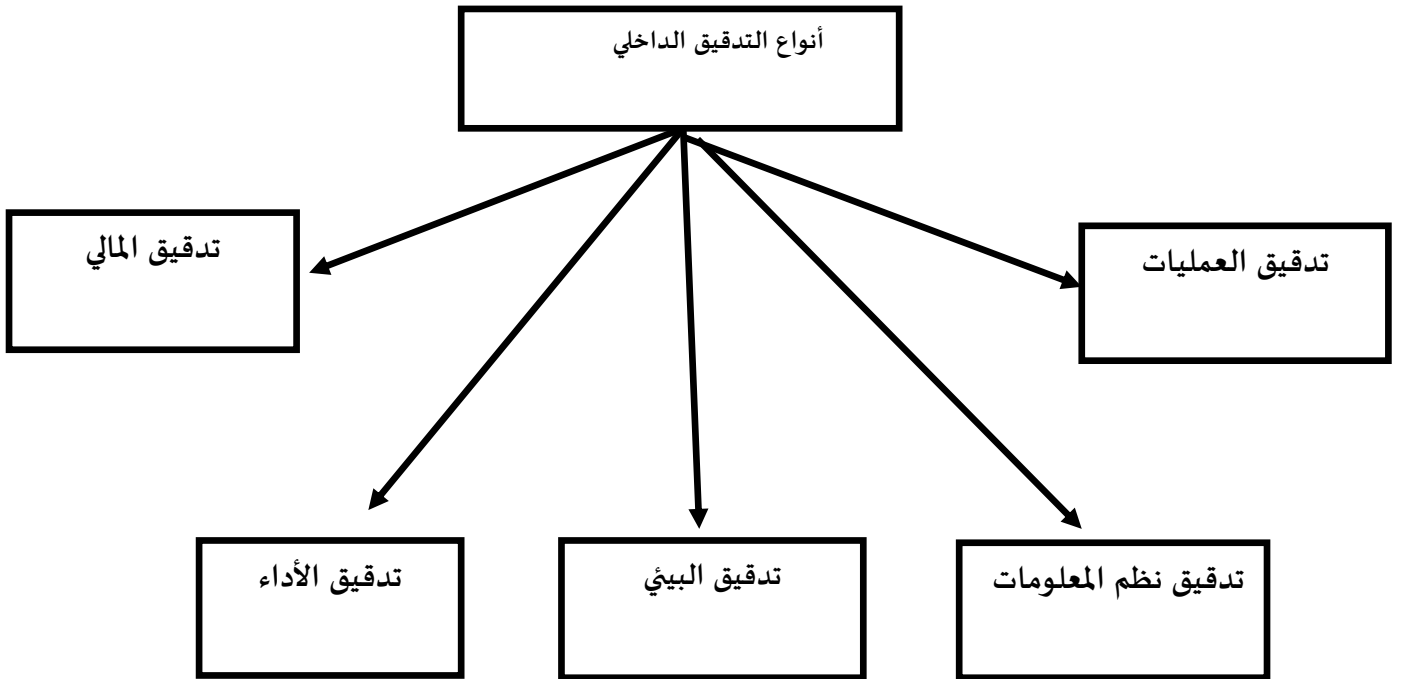 أنواع التدقيق الداخلي
تدقيق العمليات
تدقيق المالي
تدقيق نظم المعلومات
تدقيق البيئي
تدقيق الأداء